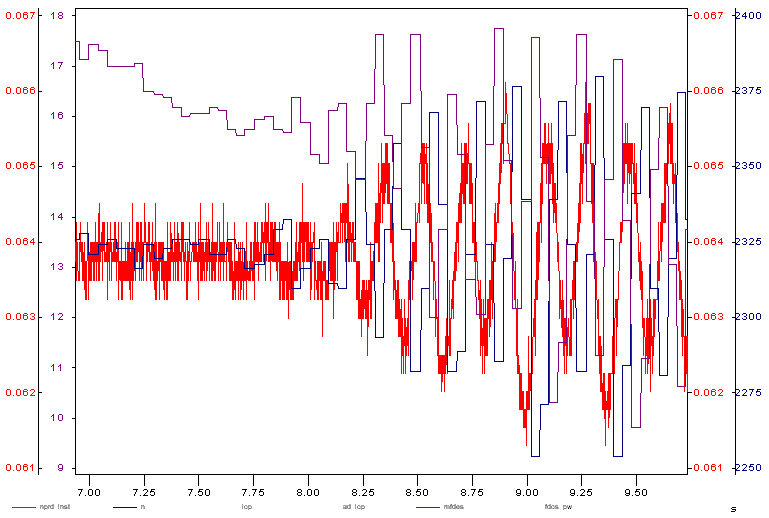 0.067 18 0.067 2400
17
0.066 0.066 2375
16
0.065 15 0.065 2350
14
0.064 0.064 2325
13
0.063 12 0.063 2300
11
0.062 0.062 2275
10
0.061 9 0.061 2250
7.00 7.25 7.50 7.75 8.00 8.25 8.50 8.75 9.00 9.25 9.50
nprd inst n lop ad lop mfdes fdos pw s